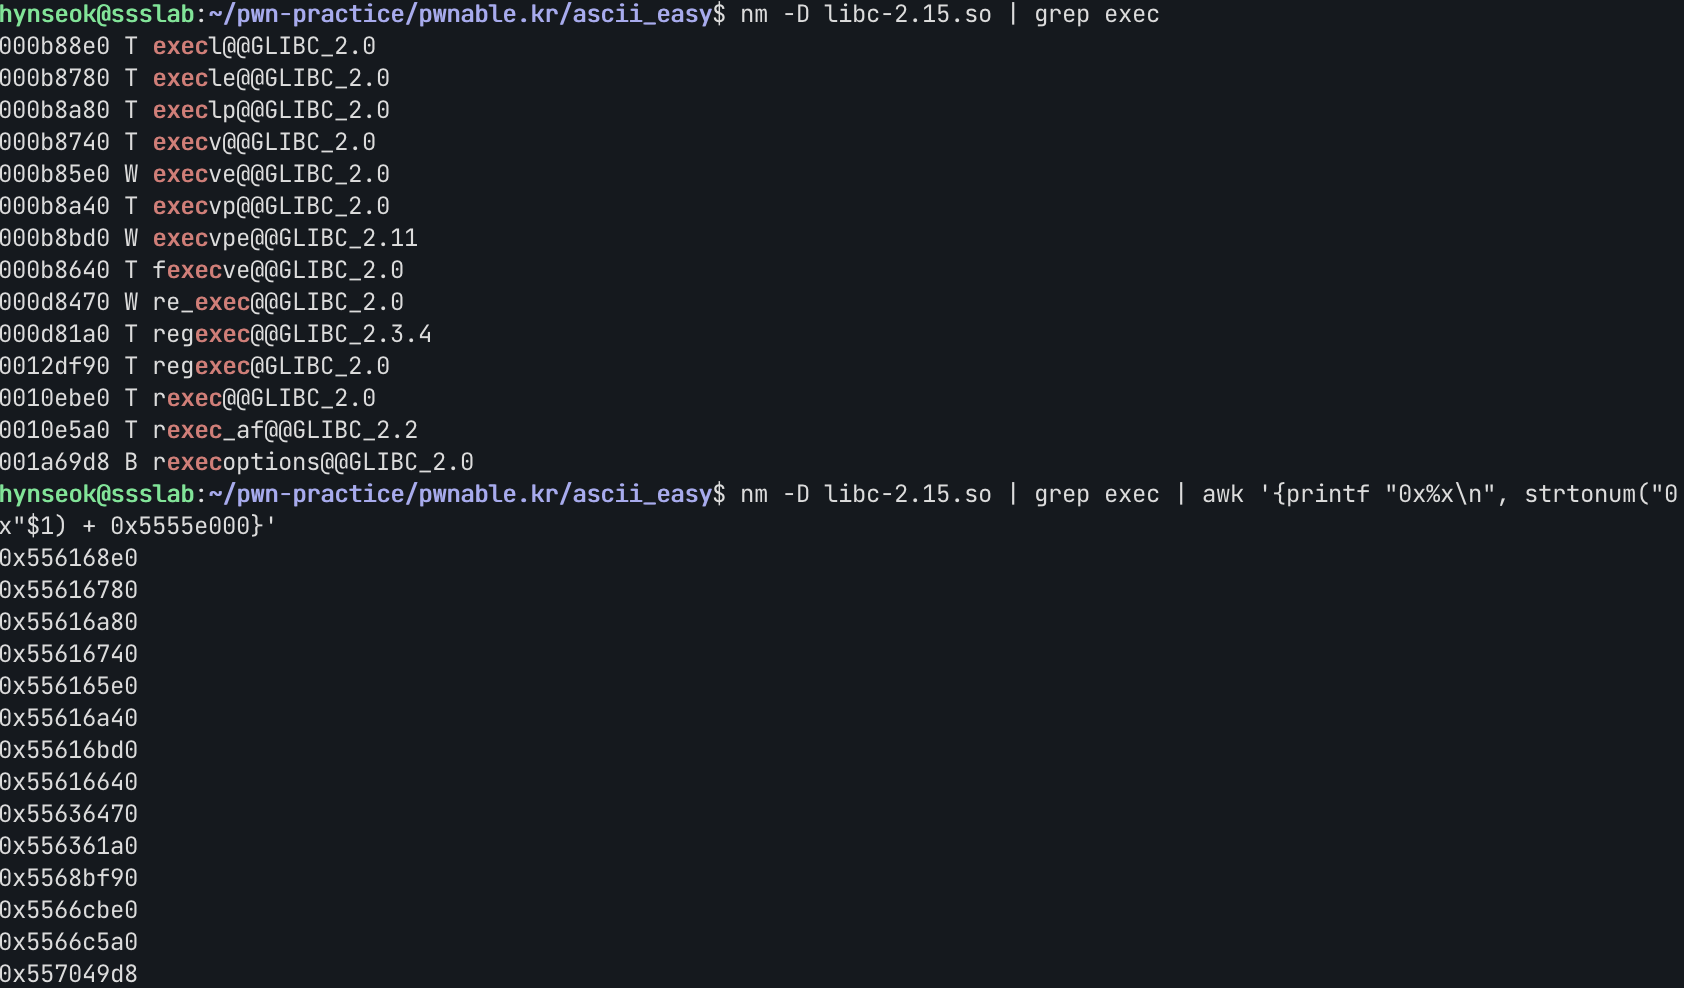 hynseok@ssslab:~/pwn-practice/pwnable.kr/ascii_easy$ nm -D libc-2.15.so | grep exec
000b88e0 T execl@@GLIBC_2.0
000b8780 T execle@@GLIBC_2.0
000b8a80 T execlp@@GLIBC_2.0
000b8740 T execv@@GLIBC_2.0
000b85e0 W execve@@GLIBC_2.0
000b8a40 T execvp@@GLIBC_2.0
000b8bd0 W execvpe@@GLIBC_2.11
000b8640 T fexecve@@GLIBC_2.0
000d8470 W re_exec@@GLIBC_2.0
000d81a0 T regexec@@GLIBC_2.3.4
0012df90 T regexec@GLIBC_2.0
0010ebe0 T rexec@@GLIBC_2.0
0010e5a0 T rexec_af@@GLIBC_2.2
001a69d8 B rexecoptions@@GLIBC_2.0
hynseok@ssslab:~/pwn-practice/pwnable.kr/ascii_easy$ nm -D libc-2.15.so | grep exec | awk '{printf "0x%x\n", strtonum("0
x"$1) + 0x5555e000}'
0x556168e0
0x55616780
0x55616a80
0x55616740
0x556165e0
0x55616a40
0x55616bd0
0x55616640
0x55636470
0x556361a0
0x5568bf90
0x5566cbe0
0x5566c5a0
0x557049d8